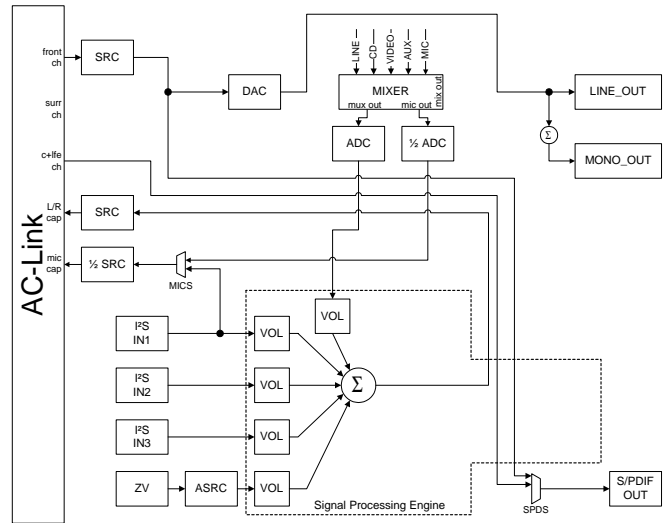 AC-Link
front
ch
surr
ch
c+lfe
ch
L/R
cap
mic
cap
SRC
DAC
LINE
CD
VIDEO
AUX
MIC
MIXER
mux out
mic out
mix out
ADC
½ ADC
LINE_OUT
Σ
MONO_OUT
SRC
½ SRC
MICS
VOL
I²S
IN1
VOL
I²S
IN2
VOL
Σ
I²S
IN3
VOL
ZV
ASRC
VOL
Signal Processing Engine
SPDS
S/PDIF
OUT